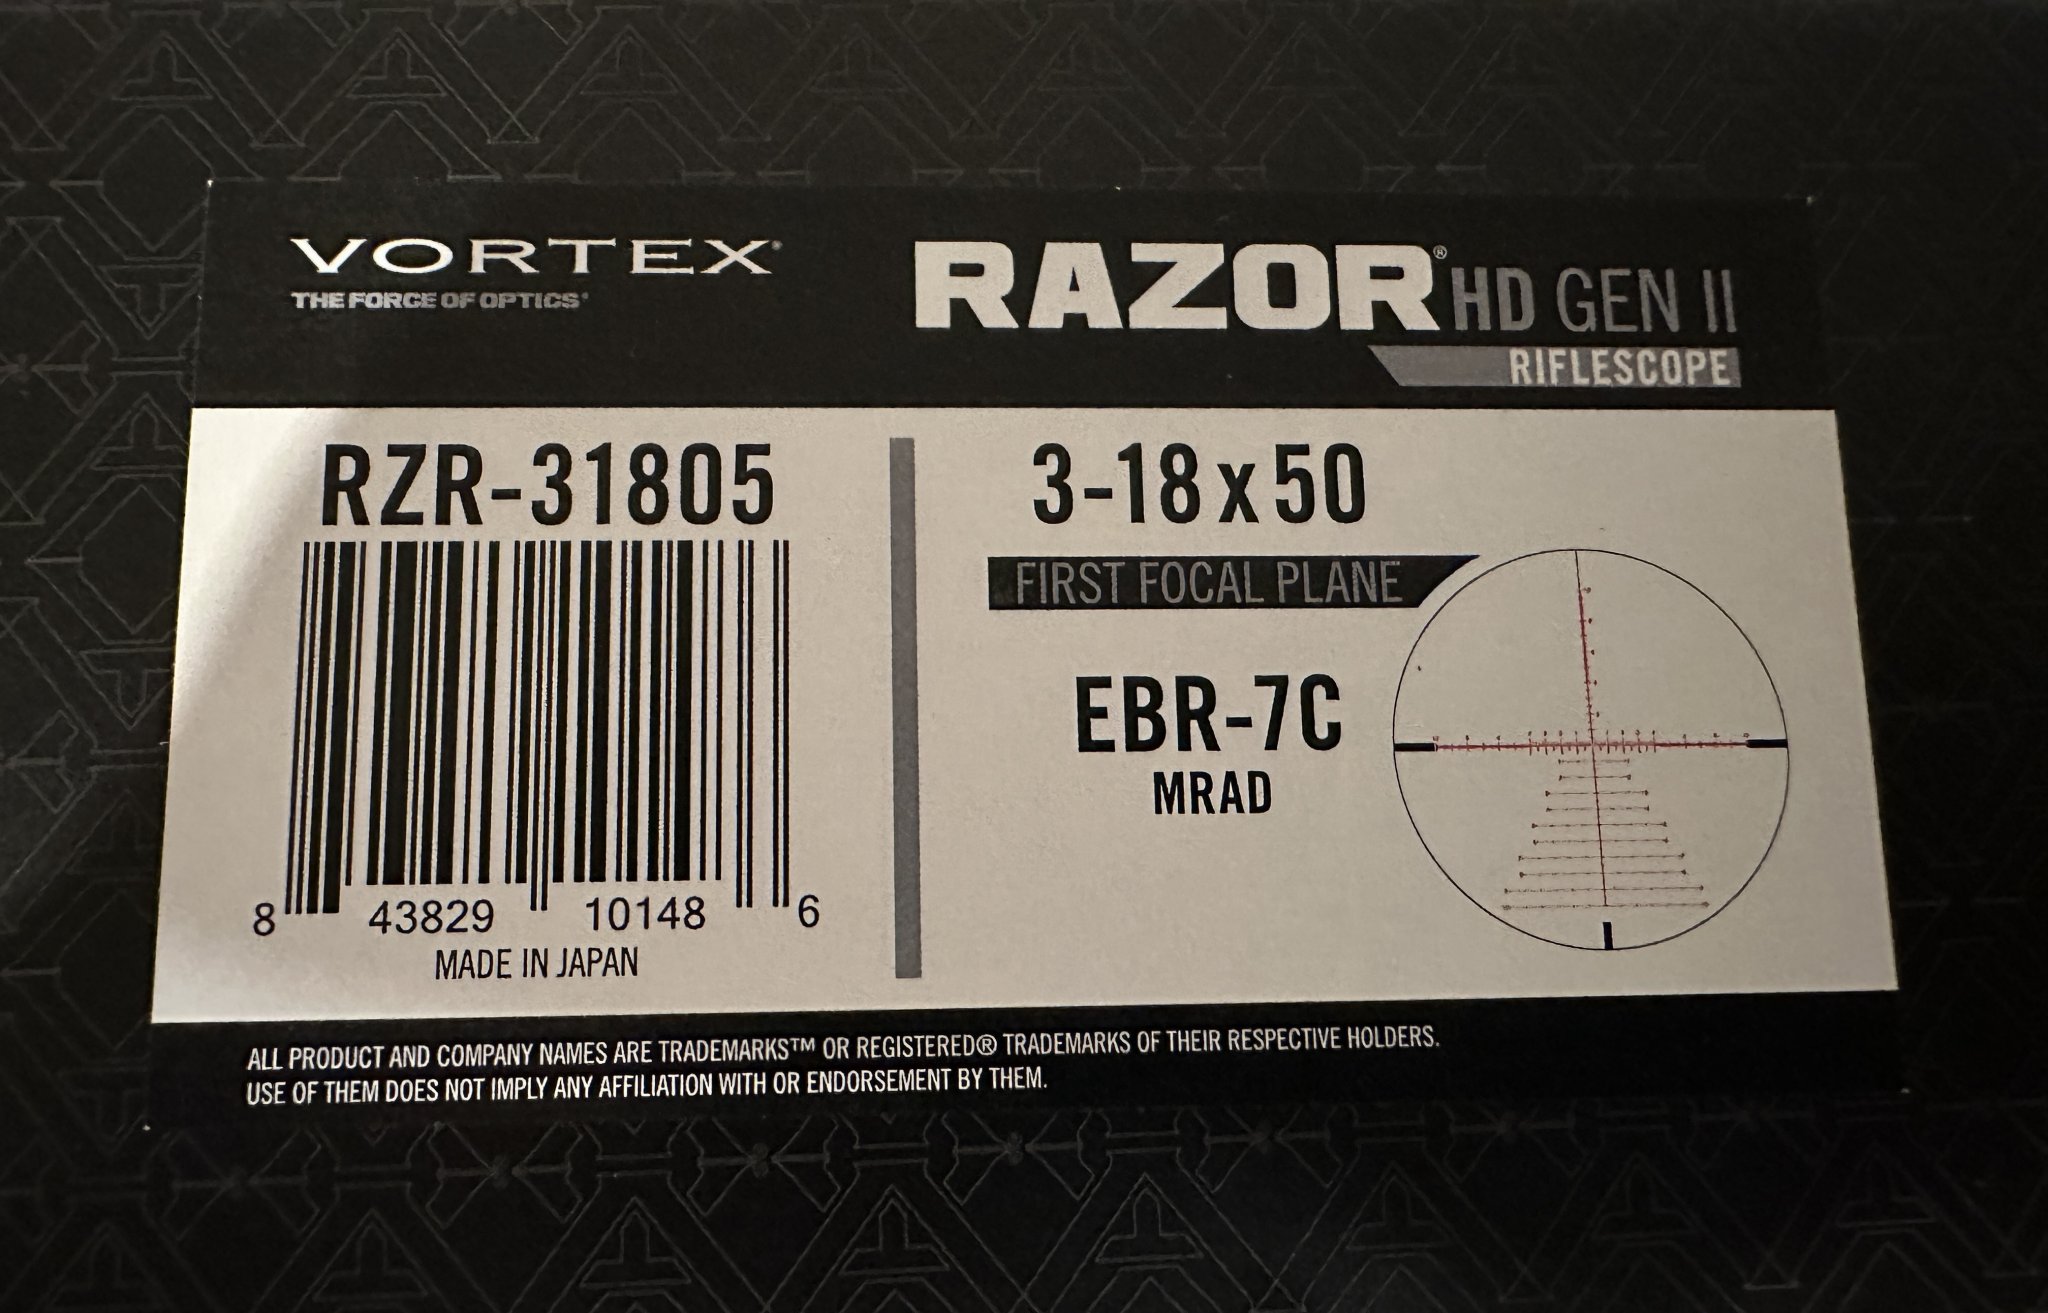 VORTEX®
THE FORCE OF OPTICS®
RAZOR® HD GEN II
RIFLESCOPE
RZR-31805
8 43829 10148 6
MADE IN JAPAN
3-18x50
FIRST FOCAL PLANE
EBR-7C
MRAD
ALL PRODUCT AND COMPANY NAMES ARE TRADEMARKS™ OR REGISTERED® TRADEMARKS OF THEIR RESPECTIVE HOLDERS.
USE OF THEM DOES NOT IMPLY ANY AFFILIATION WITH OR ENDORSEMENT BY THEM.